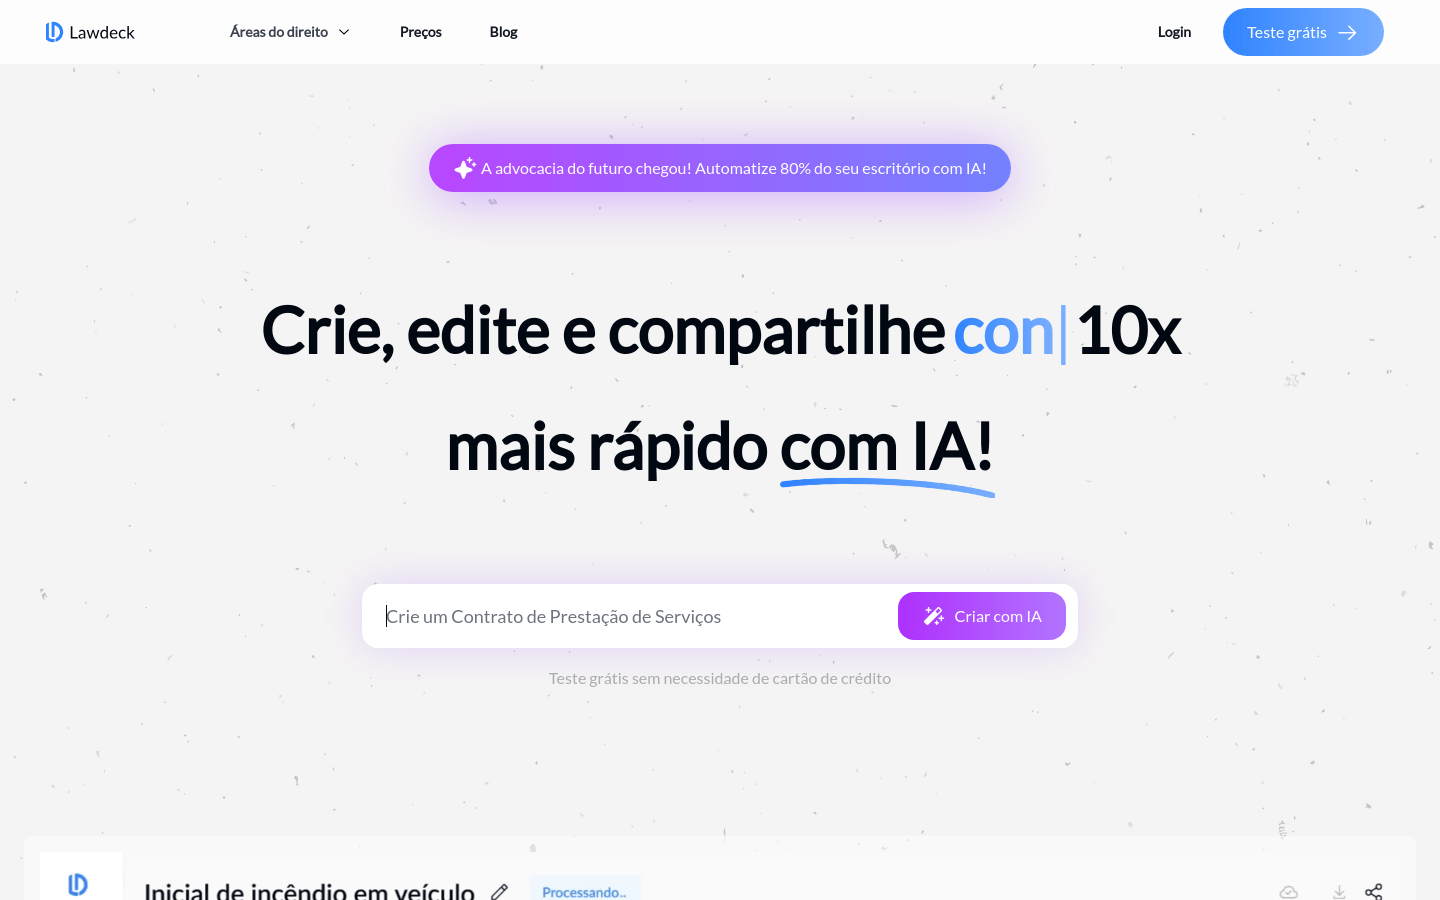 Lawdeck
Áreas do direito
Preços
Blog
Login
Teste grátis
A advocacia do futuro chegou! Automatize 80% do seu escritório com IA!
Crie, edite e compartilhe con| 10x
mais rápido com IA!
Crie um Contrato de Prestação de Serviços
Criar com IA
Teste grátis sem necessidade de cartão de crédito
Inicial de incêndio em veículo
Processando..